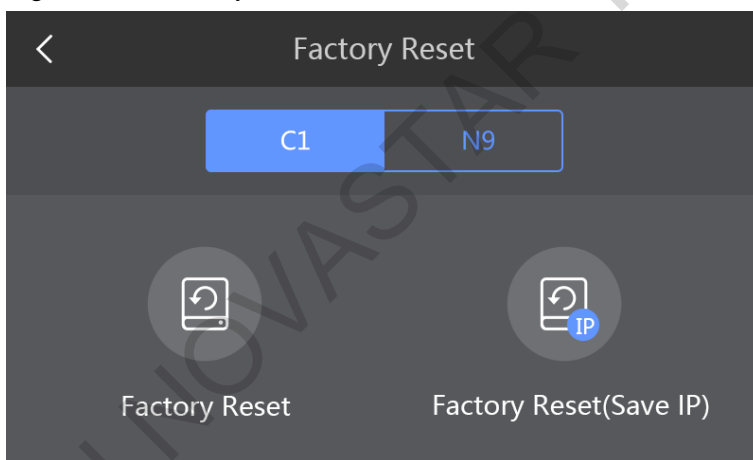 Factory Reset
C1 N9
IP
Factory Reset Factory Reset(Save IP)
NOVASTAR